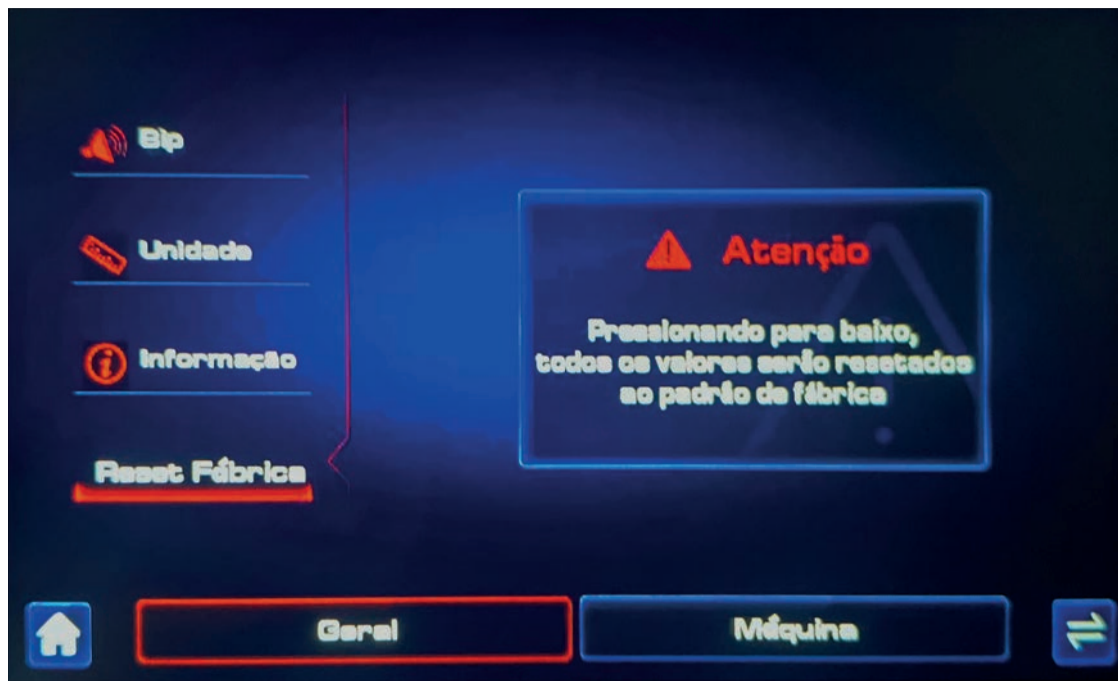 Bip
Unidade
Informação
Reset Fábrica
Atenção
Pressionando para baixo,
todos os valores serão resetados
ao padrão de fábrica
Geral
Máquina